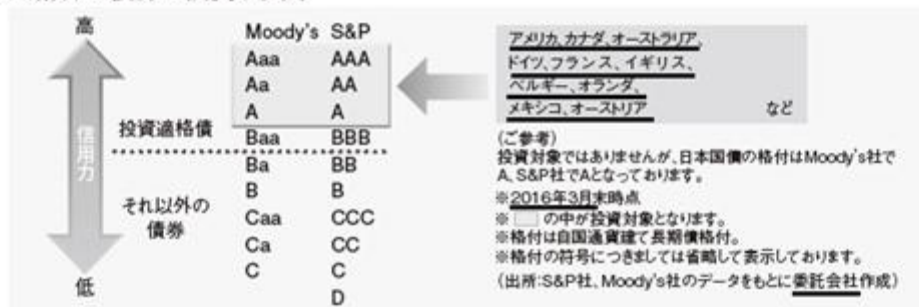 高
信用力
低
投資適格債
それ以外の
債券
Moody's S&P
Aaa AAA
Aa AA
A A
Baa BBB
Ba BB
B B
Caa CCC
Ca CC
C C
D
アメリカ、カナダ、オーストラリア、
ドイツ、フランス、イギリス、
ベルギー、オランダ、
メキシコ、オーストリア など
(ご参考)
投資対象ではありませんが、日本国債の格付はMoody's社で
A、S&P社でAとなっております。
※2016年3月末時点
※ の中が投資対象となります。
※格付は自国通貨建て長期債格付。
※格付の符号につきましては省略して表示しております。
(出所:S&P社、Moody's社のデータをもとに委託会社作成)